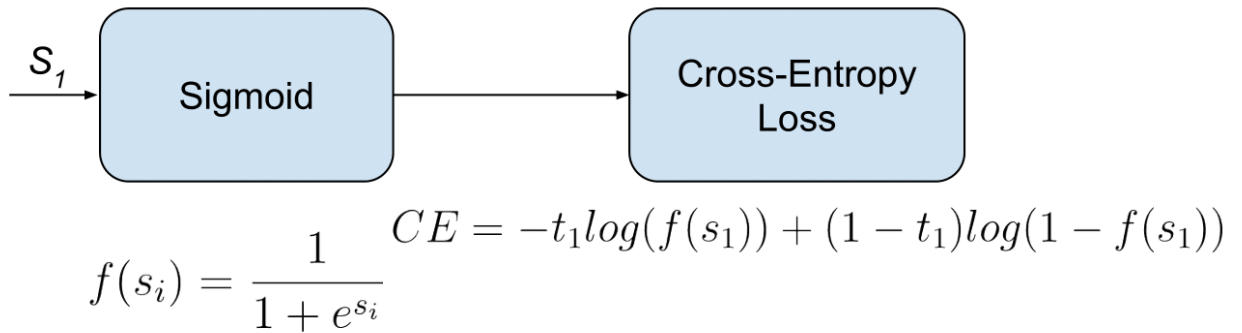 S₁
Sigmoid
Cross-Entropy
Loss
CE = −t₁log(f(s₁)) + (1 − t₁)log(1 − f(s₁))
f(sᵢ) = 1 / (1 + e^{sᵢ})